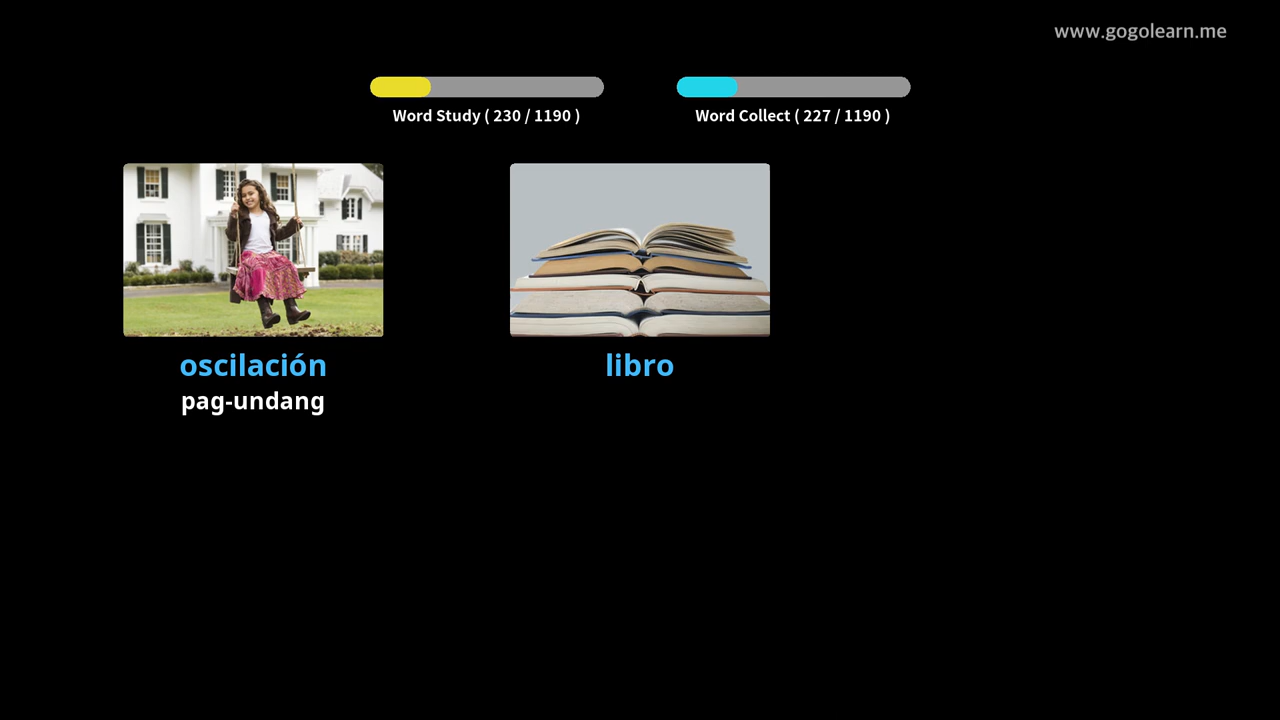 www.gogolearn.me
Word Study ( 230 / 1190 )
Word Collect ( 227 / 1190 )
oscilación
pag-undang
libro